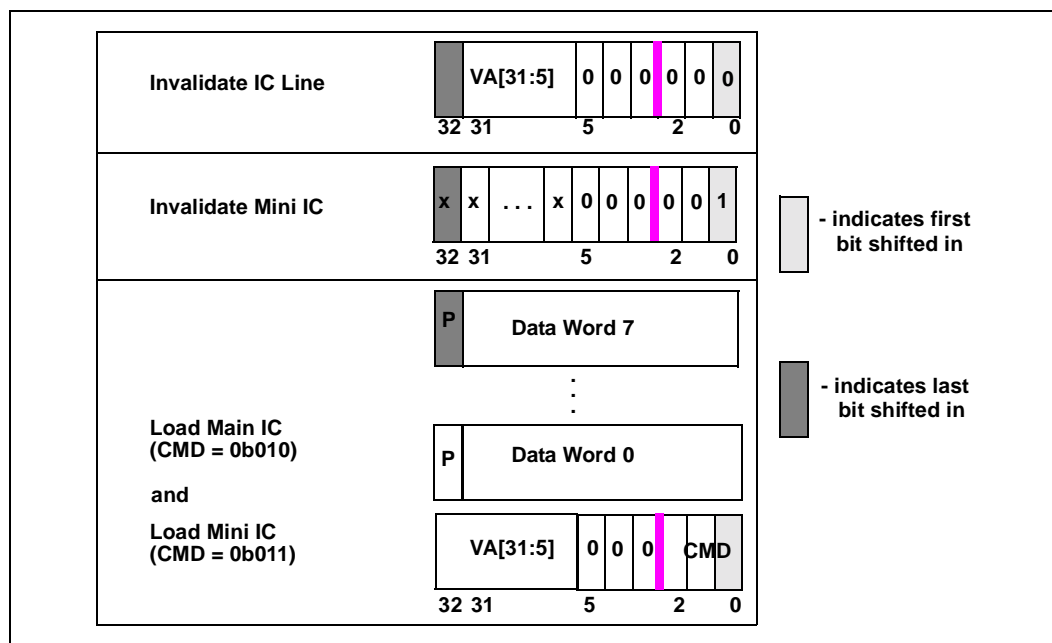 Invalidate IC Line
VA[31:5] 0 0 0 0 0 0
32 31 5 2 0
Invalidate Mini IC
x x . . . x 0 0 0 0 0 1
32 31 5 2 0
- indicates first
bit shifted in
P Data Word 7
.
.
.
- indicates last
bit shifted in
Load Main IC
(CMD = 0b010)
P Data Word 0
and
Load Mini IC
(CMD = 0b011)
VA[31:5] 0 0 0 CMD
32 31 5 2 0